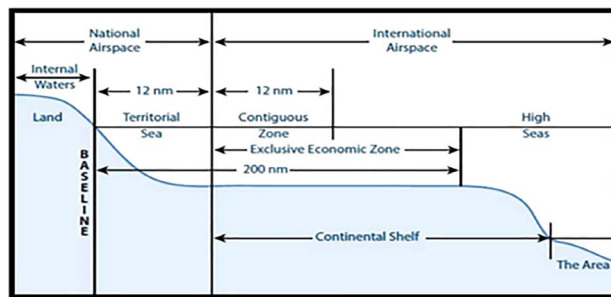 National
Airspace
International
Airspace
Internal
Waters
12 nm
12 nm
Land
Territorial
Sea
Contiguous
Zone
High
Seas
Exclusive Economic Zone
200 nm
BASELINE
Continental Shelf
The Area